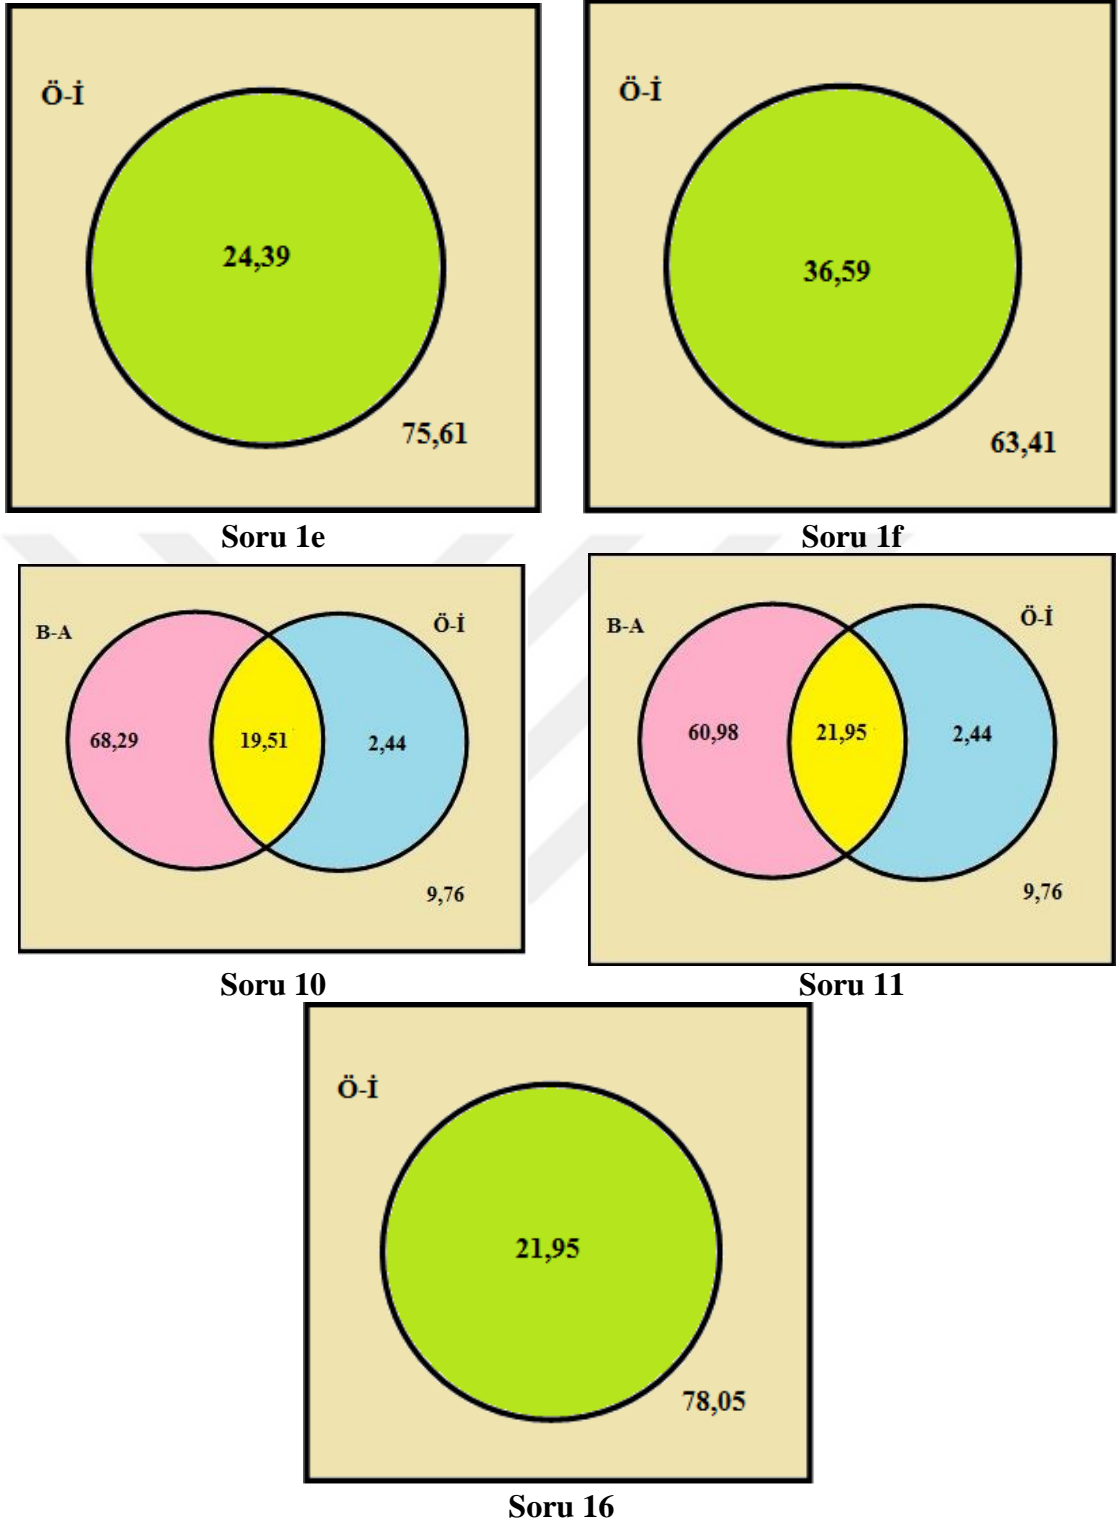 Ö-İ
24,39
75,61
Soru 1e
Ö-İ
36,59
63,41
Soru 1f
B-A
Ö-İ
68,29
19,51
2,44
9,76
Soru 10
B-A
Ö-İ
60,98
21,95
2,44
9,76
Soru 11
Ö-İ
21,95
78,05
Soru 16